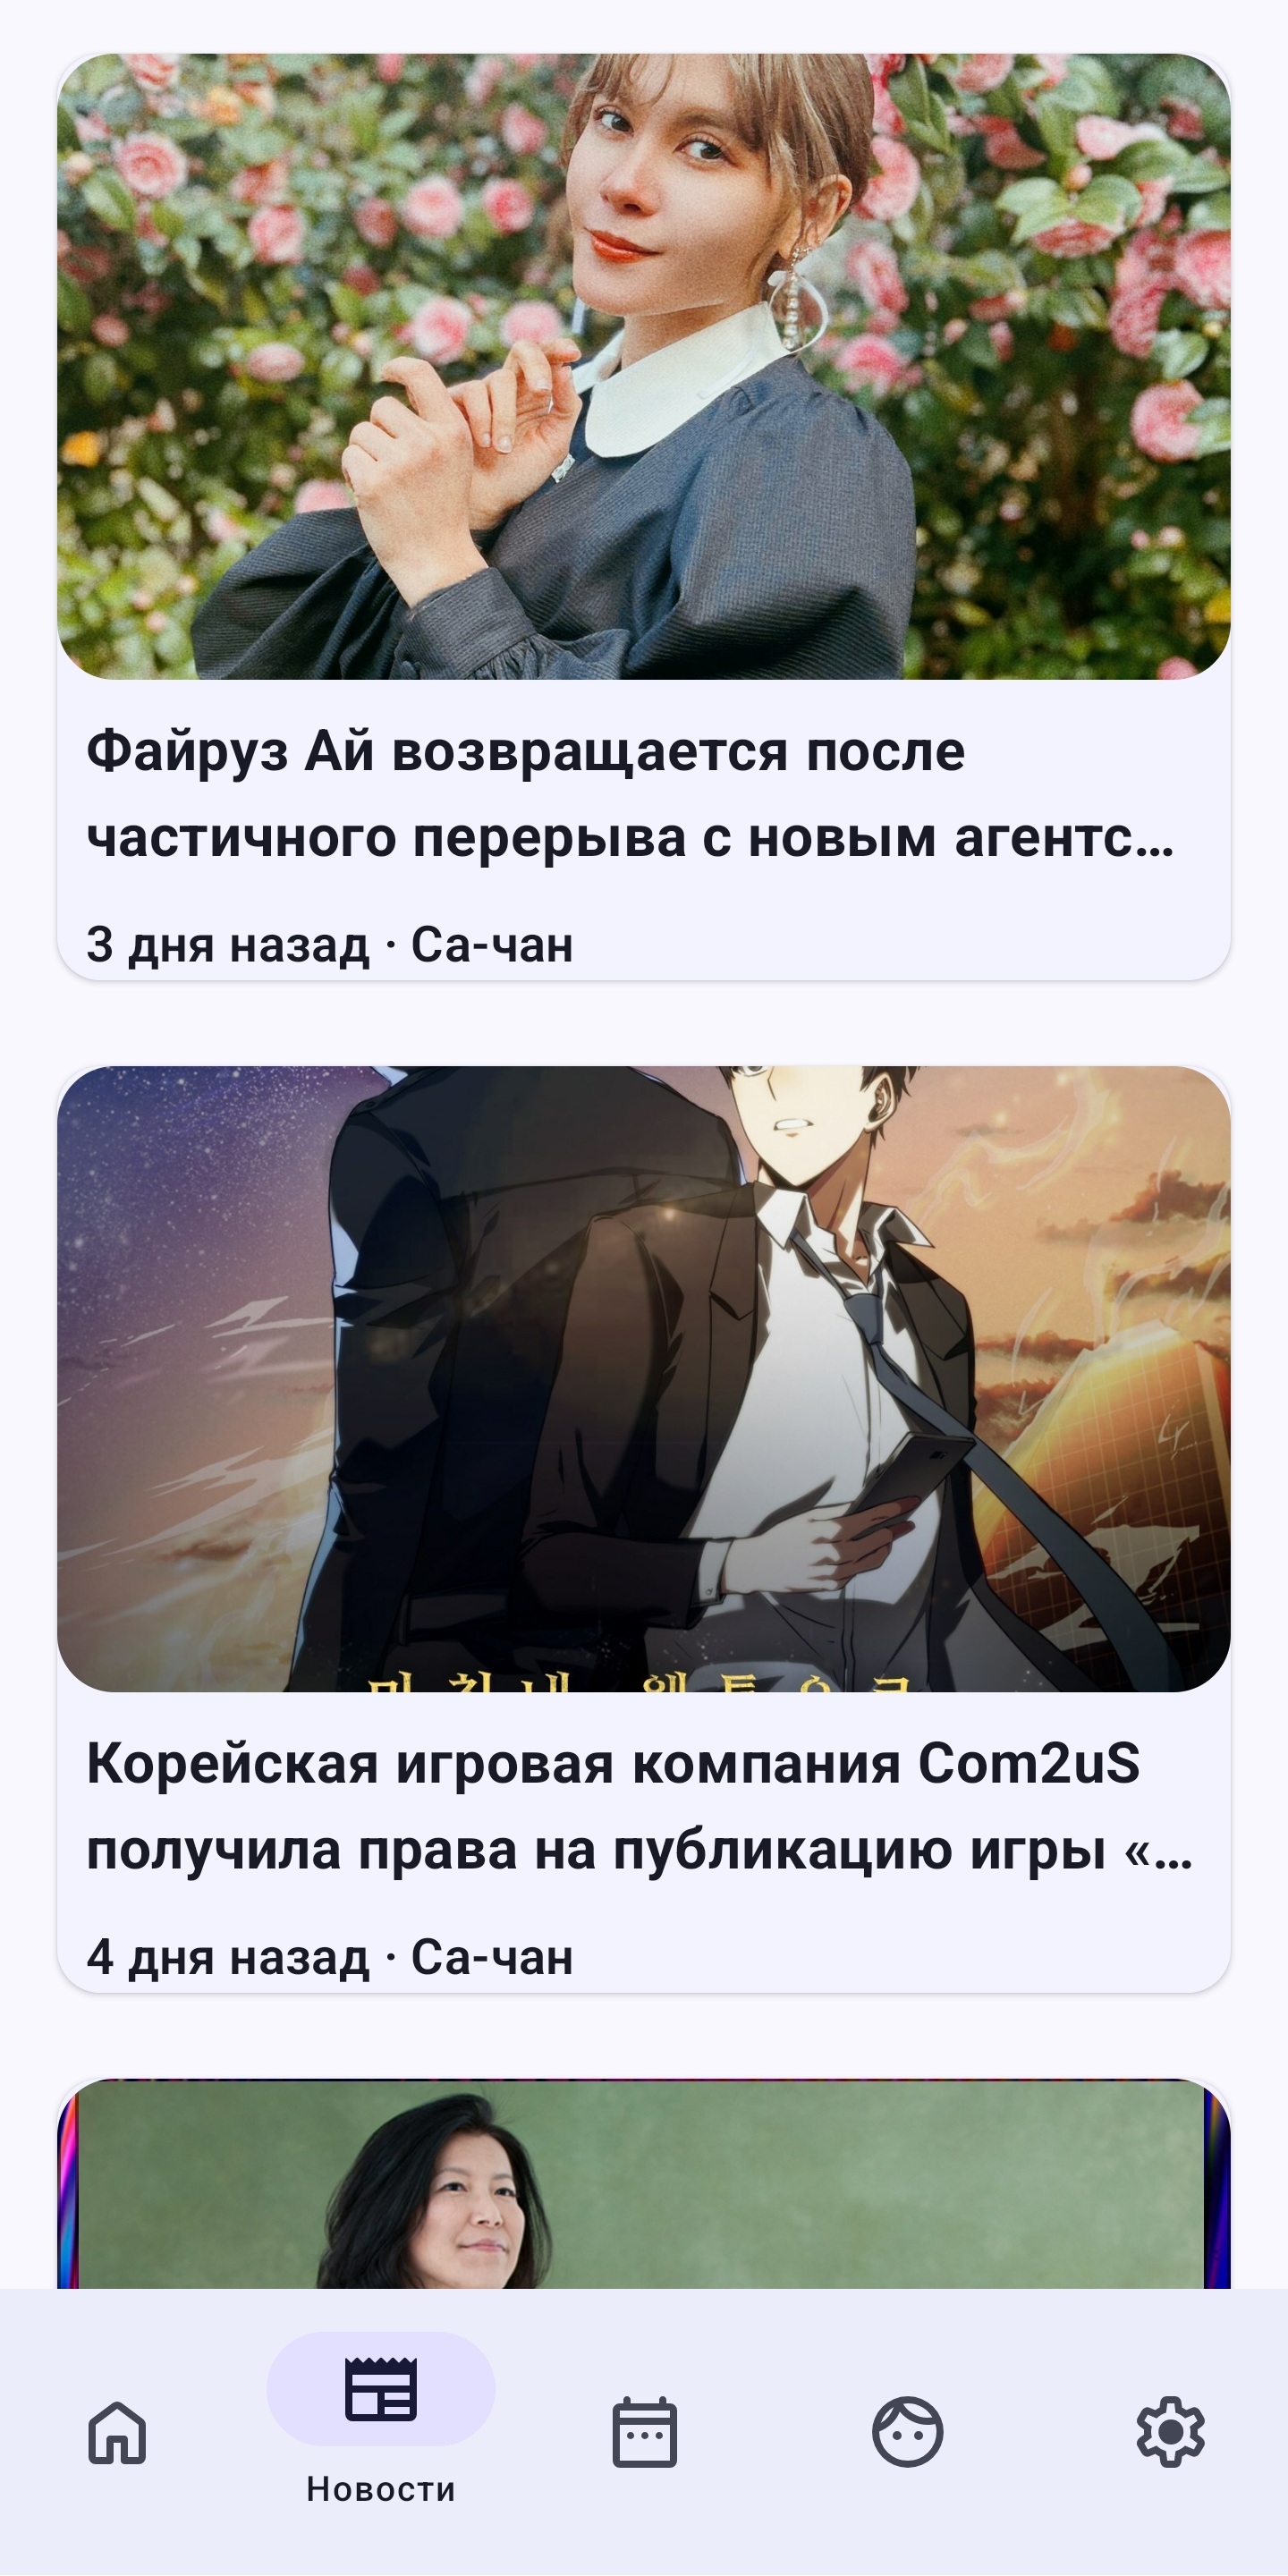 Файруз Ай возвращается после
частичного перерыва с новым агентс...
3 дня назад · Са-чан
Корейская игровая компания Com2uS
получила права на публикацию игры «...
4 дня назад · Са-чан
Новости